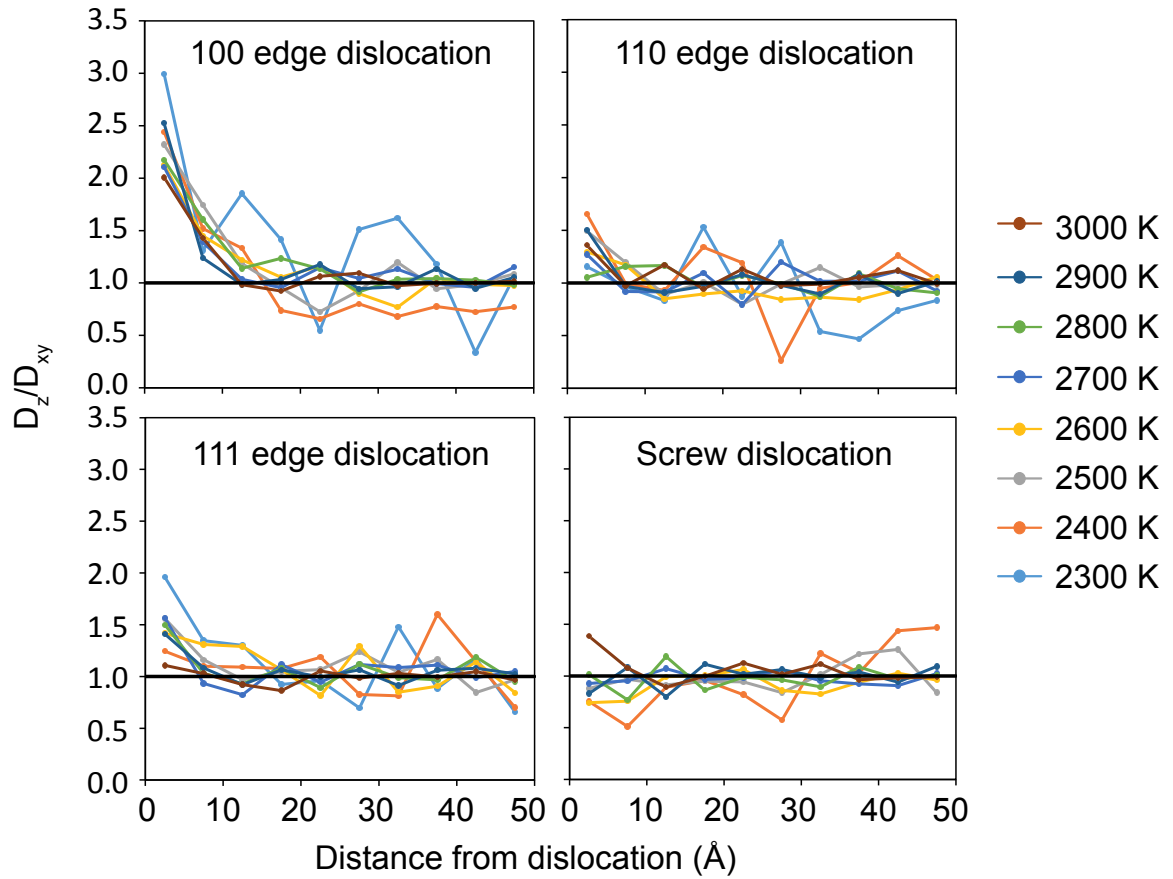 100 edge dislocation
110 edge dislocation
3.5
3.0
2.5
2.0
1.5
1.0
0.5
0.0
D_z/D_xy
111 edge dislocation
Screw dislocation
3.5
3.0
2.5
2.0
1.5
1.0
0.5
0.0
0 10 20 30 40 50
0 10 20 30 40 50
Distance from dislocation (Å)
3000 K
2900 K
2800 K
2700 K
2600 K
2500 K
2400 K
2300 K